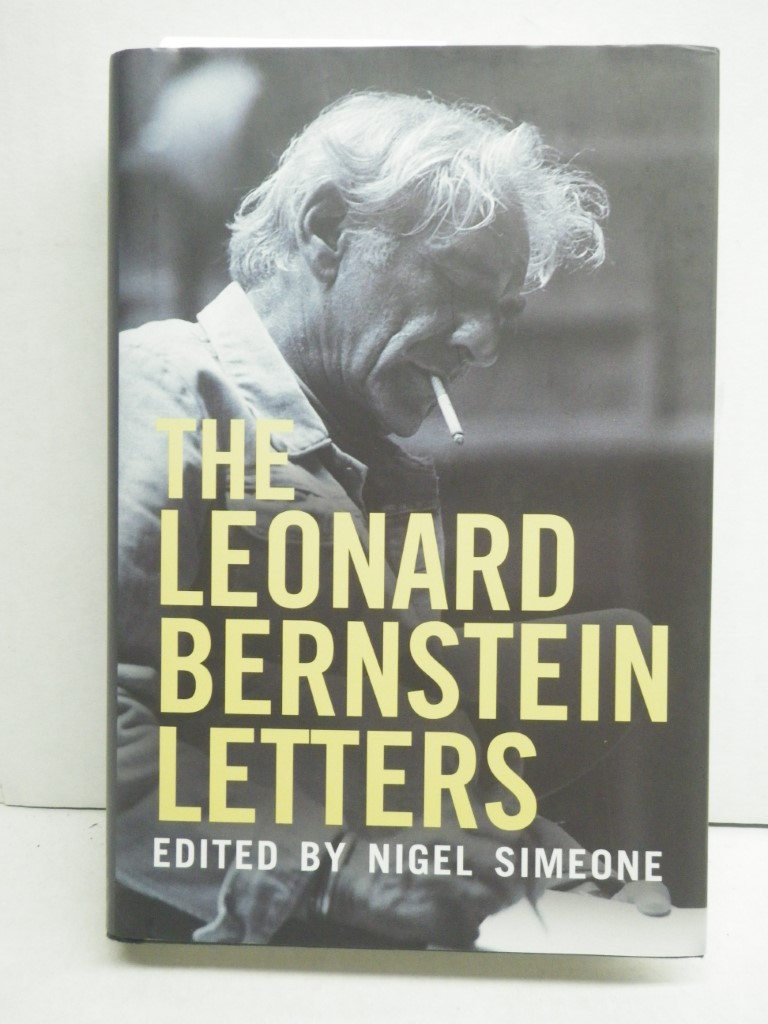 THE
LEONARD
BERNSTEIN
LETTERS
EDITED BY NIGEL SIMEONE